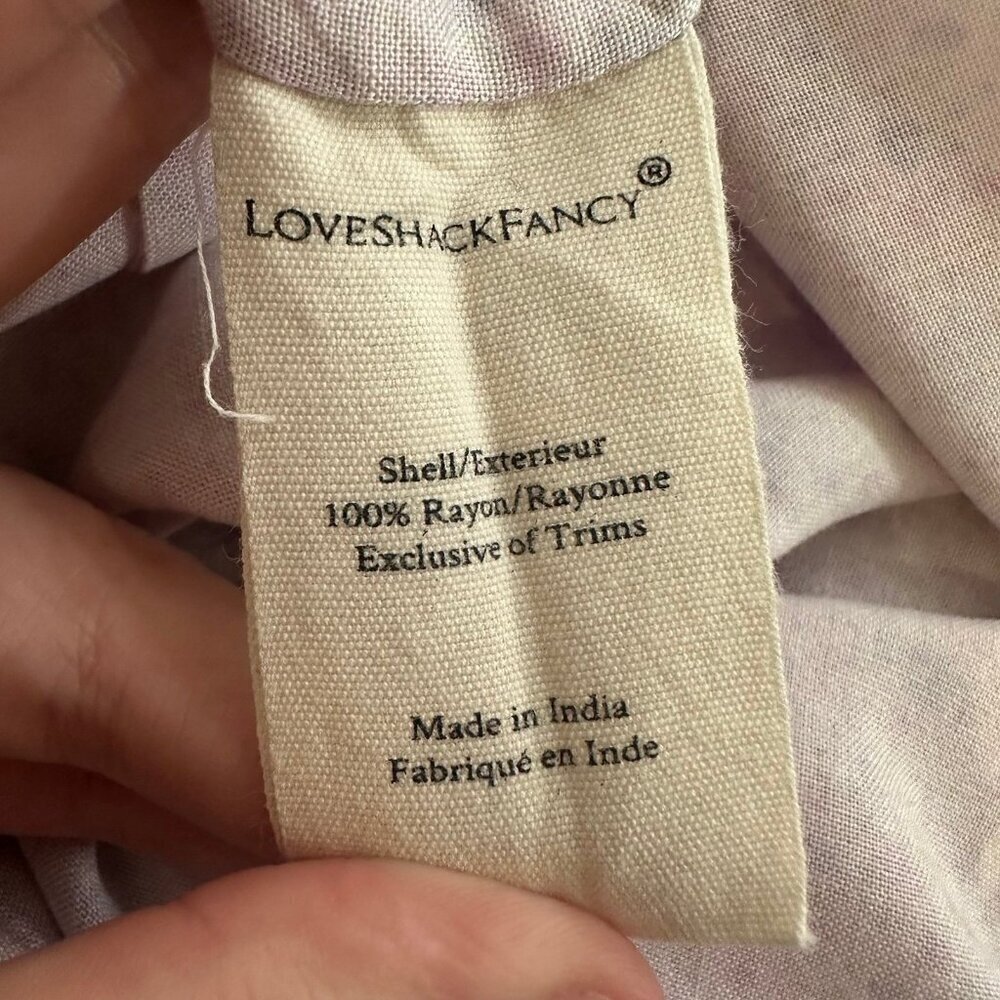 LOVESHACKFANCY®
Shell/Exterieur
100% Rayon/Rayonne
Exclusive of Trims
Made in India
Fabriqué en Inde